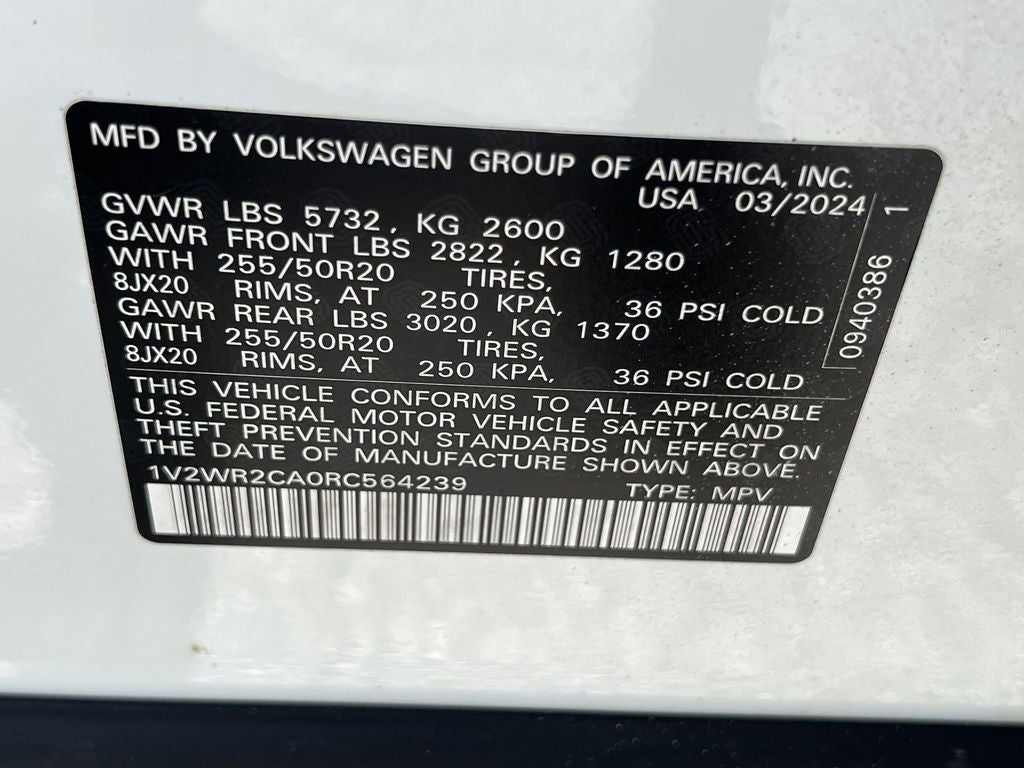 MFD BY VOLKSWAGEN GROUP OF AMERICA, INC.
USA 03/2024
GVWR LBS 5732, KG 2600
GAWR FRONT LBS 2822, KG 1280
WITH 255/50R20 TIRES,
8JX20 RIMS, AT 250 KPA, 36 PSI COLD
GAWR REAR LBS 3020, KG 1370
WITH 255/50R20 TIRES,
8JX20 RIMS, AT 250 KPA, 36 PSI COLD
THIS VEHICLE CONFORMS TO ALL APPLICABLE
U.S. FEDERAL MOTOR VEHICLE SAFETY AND
THEFT PREVENTION STANDARDS IN EFFECT ON
THE DATE OF MANUFACTURE SHOWN ABOVE.
1V2WR2CA0RC564239 TYPE: MPV
0940386 1